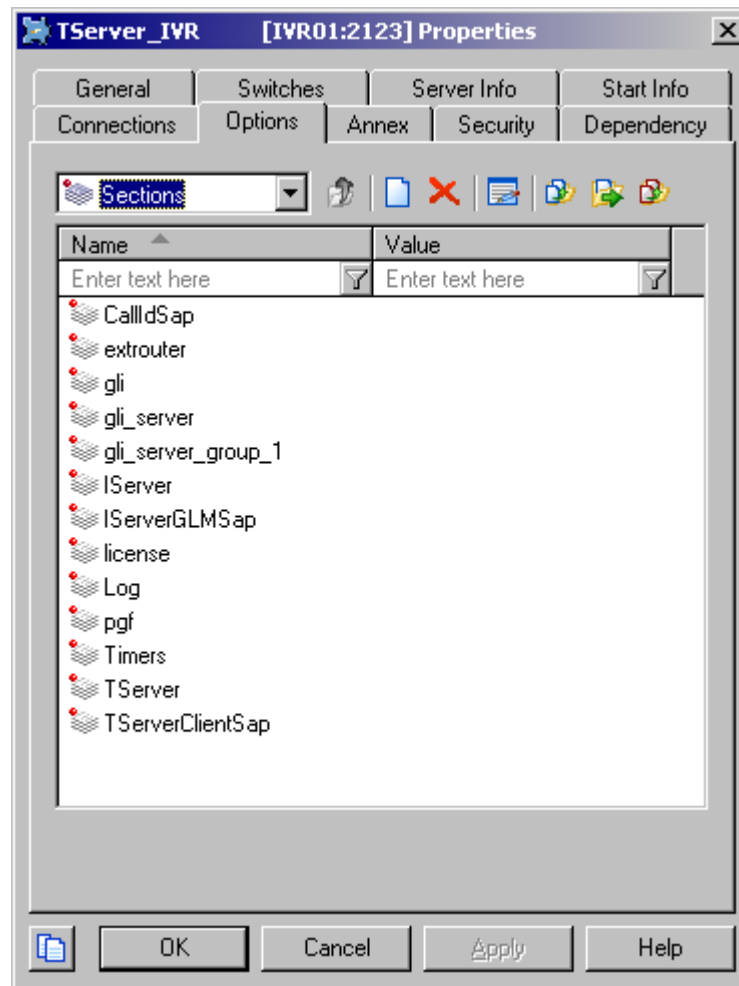 TServer_IVR [IVR01:2123] Properties
General Switches Server Info Start Info
Connections Options Annex Security Dependency
Sections
Name Value
Enter text here Enter text here
CallIdSap
extrouter
gli
gli_server
gli_server_group_1
IServer
IServerGLMSap
license
Log
pgf
Timers
TServer
TServerClientSap
OK Cancel Apply Help